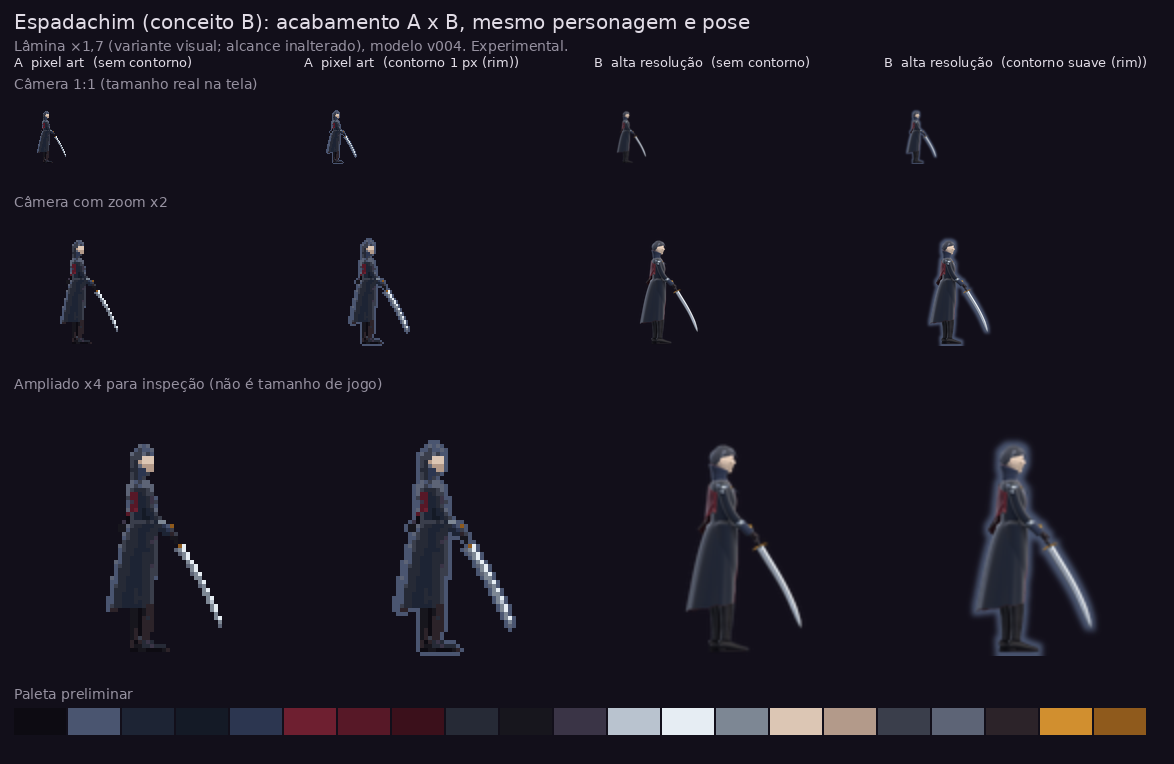 Espadachim (conceito B): acabamento A x B, mesmo personagem e pose
Lâmina ×1,7 (variante visual; alcance inalterado), modelo v004. Experimental.
A  pixel art  (sem contorno)
A  pixel art  (contorno 1 px (rim))
B  alta resolução  (sem contorno)
B  alta resolução  (contorno suave (rim))
Câmera 1:1 (tamanho real na tela)
Câmera com zoom x2
Ampliado x4 para inspeção (não é tamanho de jogo)
Paleta preliminar